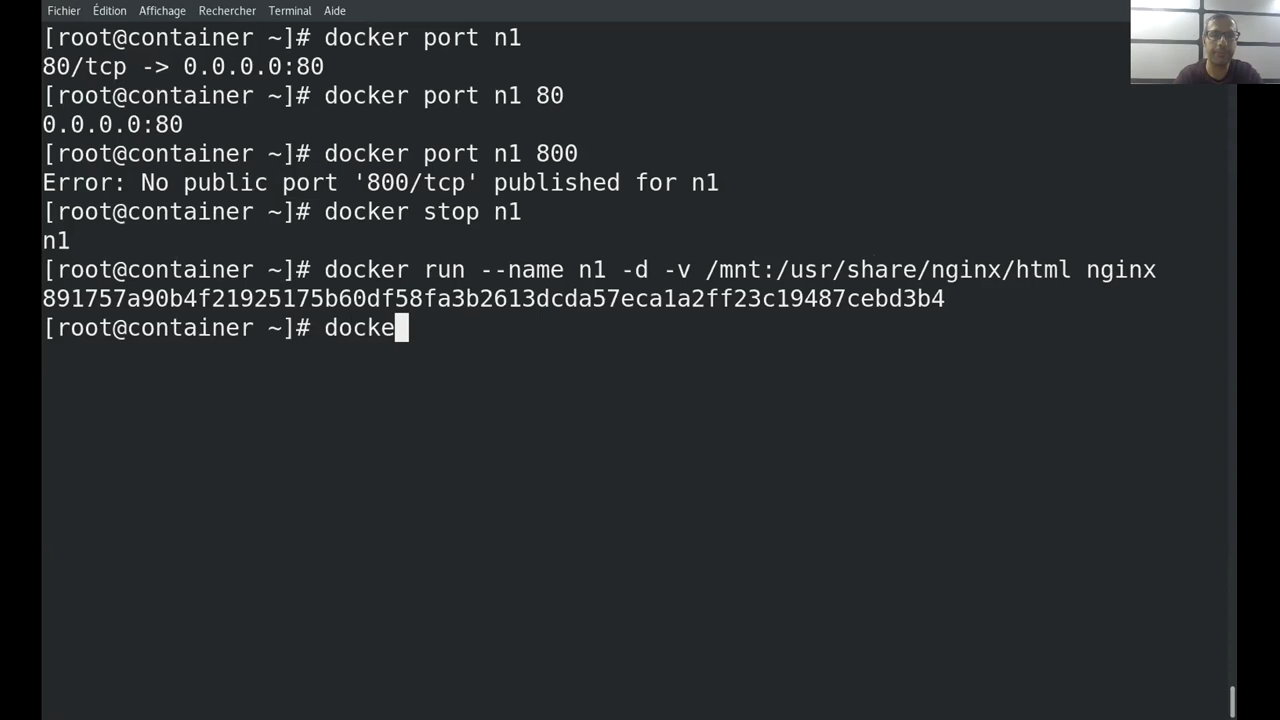 Fichier Édition Affichage Rechercher Terminal Aide
[root@container ~]# docker port n1
80/tcp -> 0.0.0.0:80
[root@container ~]# docker port n1 80
0.0.0.0:80
[root@container ~]# docker port n1 800
Error: No public port '800/tcp' published for n1
[root@container ~]# docker stop n1
n1
[root@container ~]# docker run --name n1 -d -v /mnt:/usr/share/nginx/html nginx
891757a90b4f21925175b60df58fa3b2613dcda57eca1a2ff23c19487cebd3b4
[root@container ~]# docke